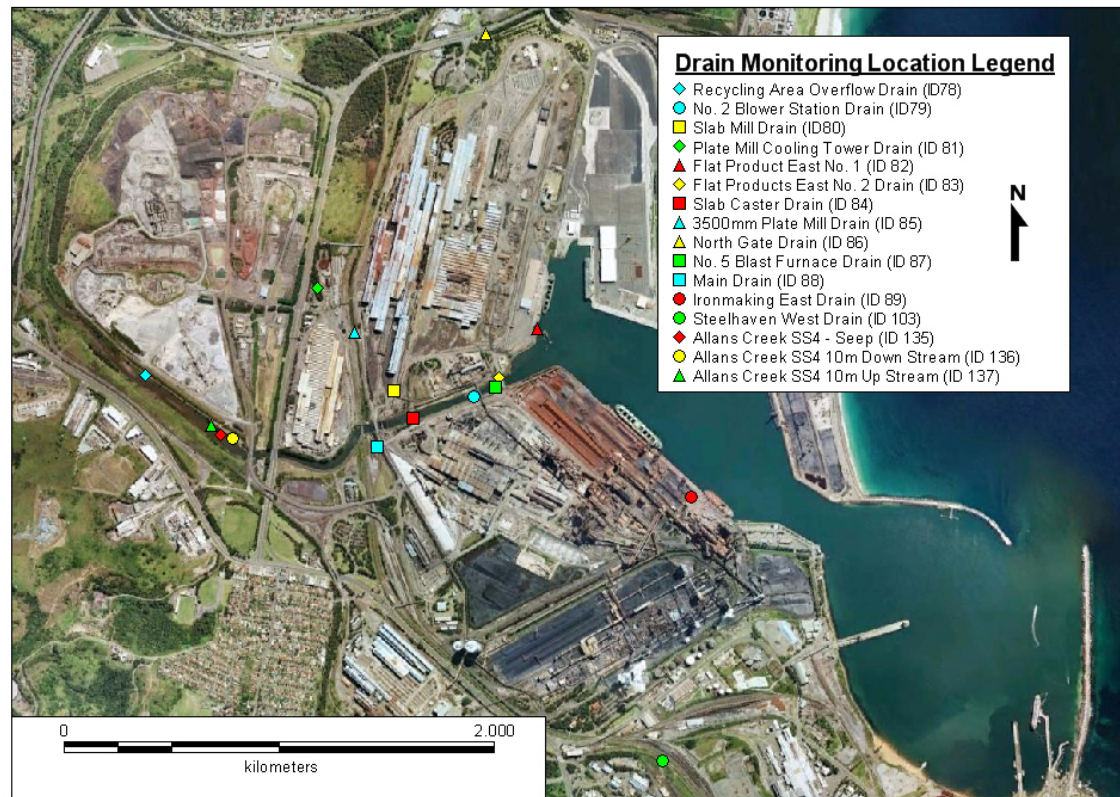 Drain Monitoring Location Legend
Recycling Area Overflow Drain (ID78)
No. 2 Blower Station Drain (ID79)
Slab Mill Drain (ID80)
Plate Mill Cooling Tower Drain (ID 81)
Flat Product East No. 1 (ID 82)
Flat Products East No. 2 Drain (ID 83)
Slab Caster Drain (ID 84)
3500mm Plate Mill Drain (ID 85)
North Gate Drain (ID 86)
No. 5 Blast Furnace Drain (ID 87)
Main Drain (ID 88)
Ironmaking East Drain (ID 89)
Steelhaven West Drain (ID 103)
Allans Creek SS4 - Seep (ID 135)
Allans Creek SS4 10m Down Stream (ID 136)
Allans Creek SS4 10m Up Stream (ID 137)
N
0 2.000
kilometers